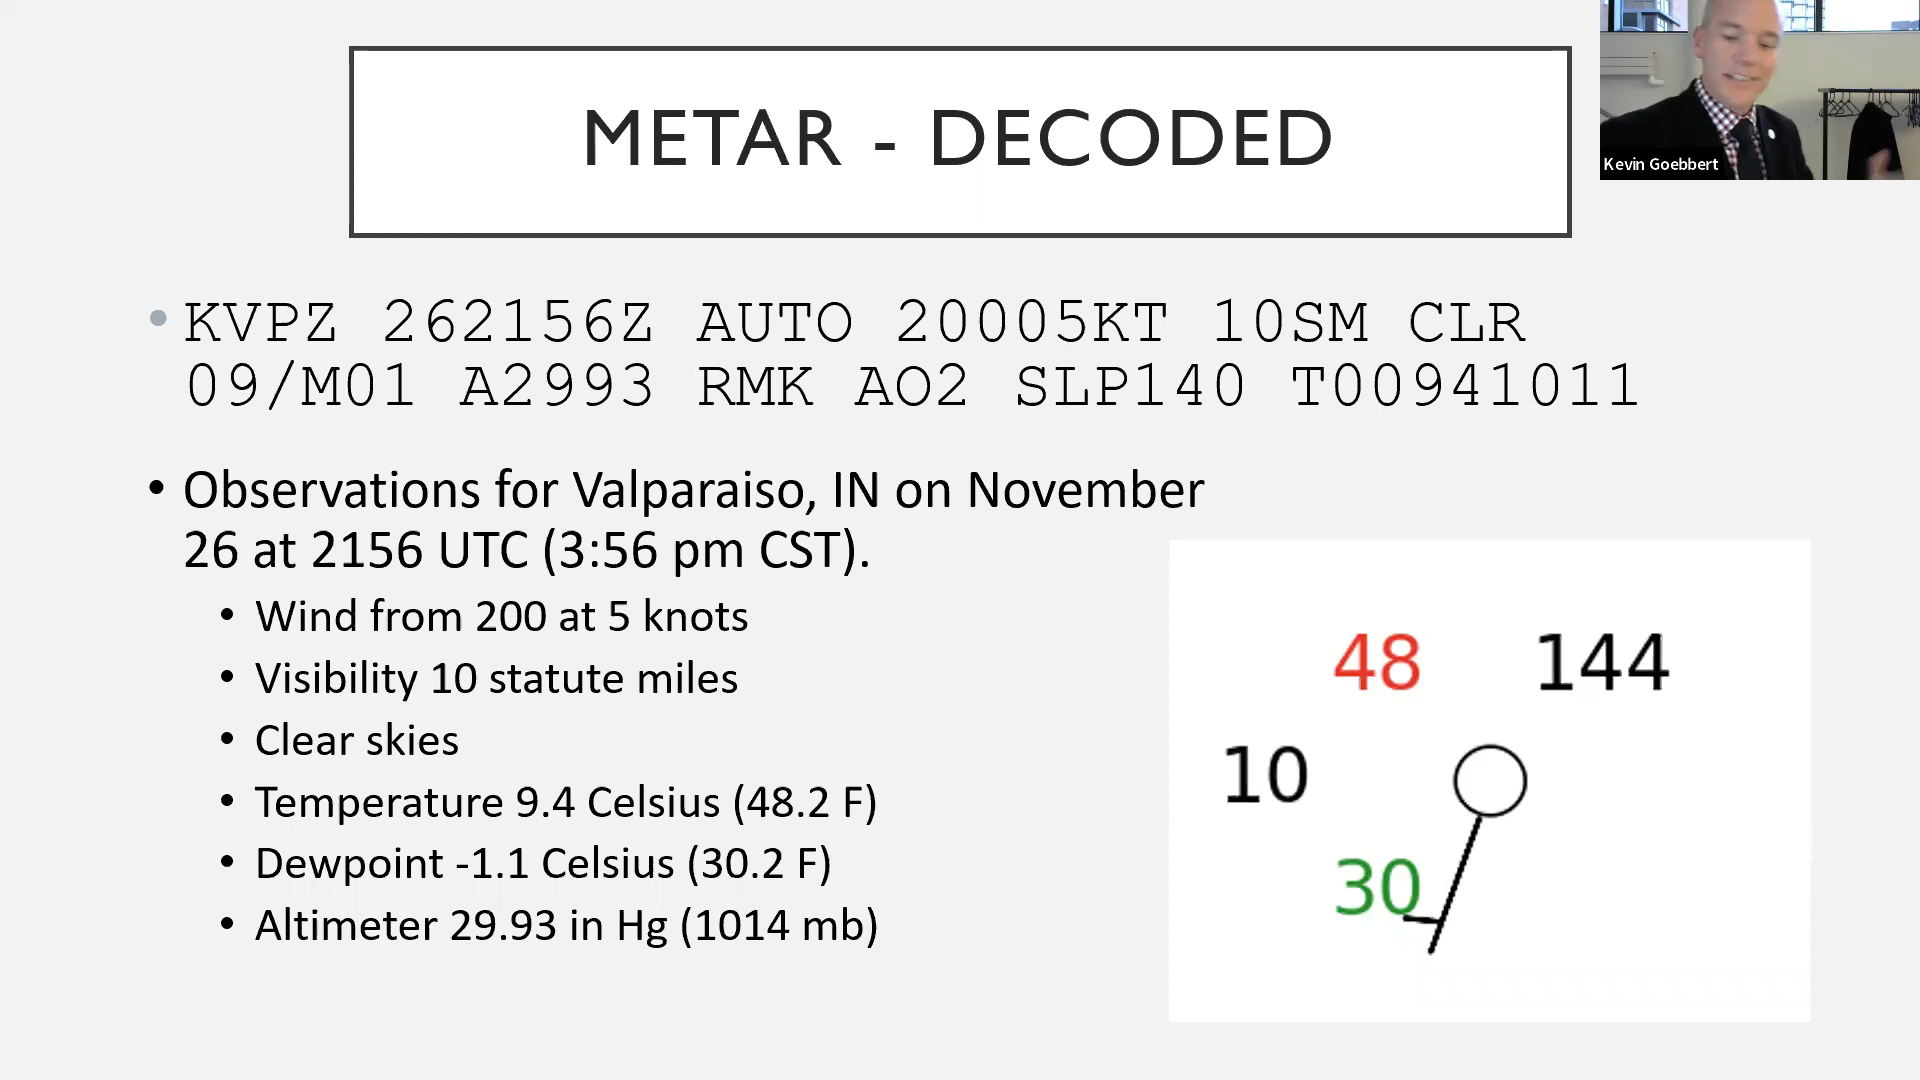 METAR - DECODED
Kevin Goebbert
• KVPZ 262156Z AUTO 20005KT 10SM CLR
09/M01 A2993 RMK AO2 SLP140 T00941011
• Observations for Valparaiso, IN on November
26 at 2156 UTC (3:56 pm CST).
• Wind from 200 at 5 knots
• Visibility 10 statute miles
• Clear skies
• Temperature 9.4 Celsius (48.2 F)
• Dewpoint -1.1 Celsius (30.2 F)
• Altimeter 29.93 in Hg (1014 mb)
48 144
10
30